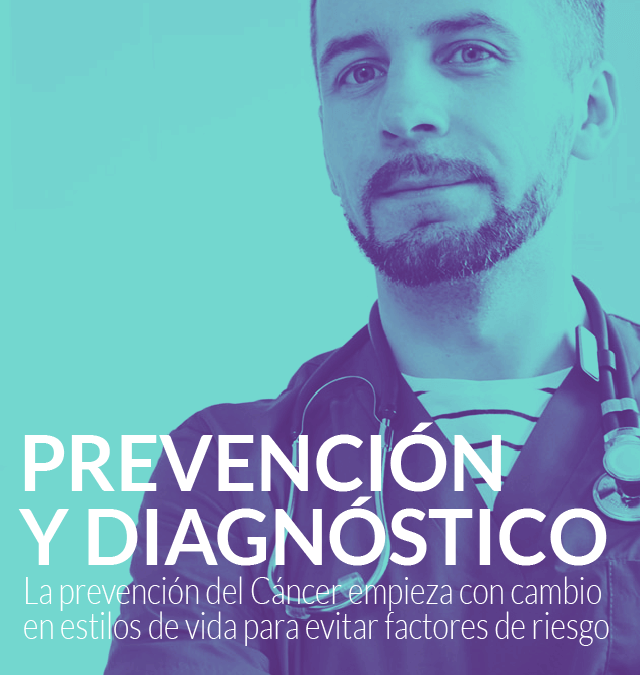 PREVENCIÓN
Y DIAGNÓSTICO
La prevención del Cáncer empieza con cambio
en estilos de vida para evitar factores de riesgo